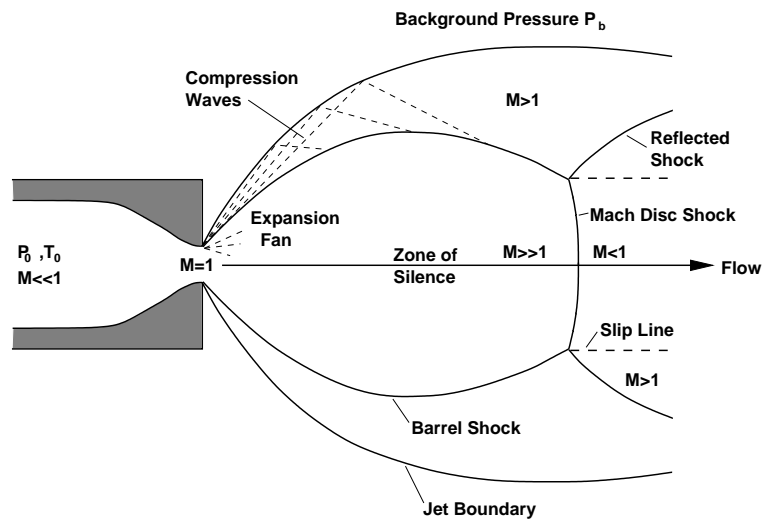 Background Pressure P_b
Compression
Waves
M>1
Reflected
Shock
Expansion
Fan
Mach Disc Shock
P_0 ,T_0
M<<1
M=1
Zone of
Silence
M>>1
M<1
Flow
Slip Line
M>1
Barrel Shock
Jet Boundary